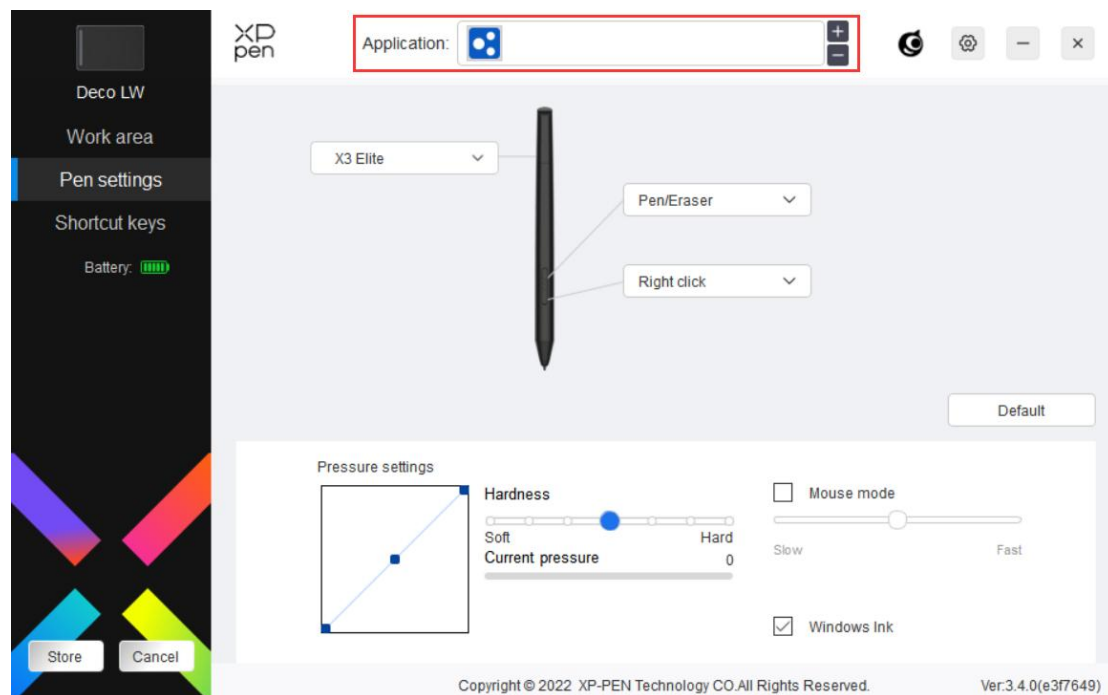 XP
pen
Application:
+
−
Deco LW
Work area
Pen settings
Shortcut keys
Battery:
X3 Elite
Pen/Eraser
Right click
Default
Pressure settings
Hardness
Soft Hard
Current pressure 0
Mouse mode
Slow Fast
Windows Ink
Store Cancel
Copyright © 2022 XP-PEN Technology CO.All Rights Reserved. Ver:3.4.0(e3f7649)